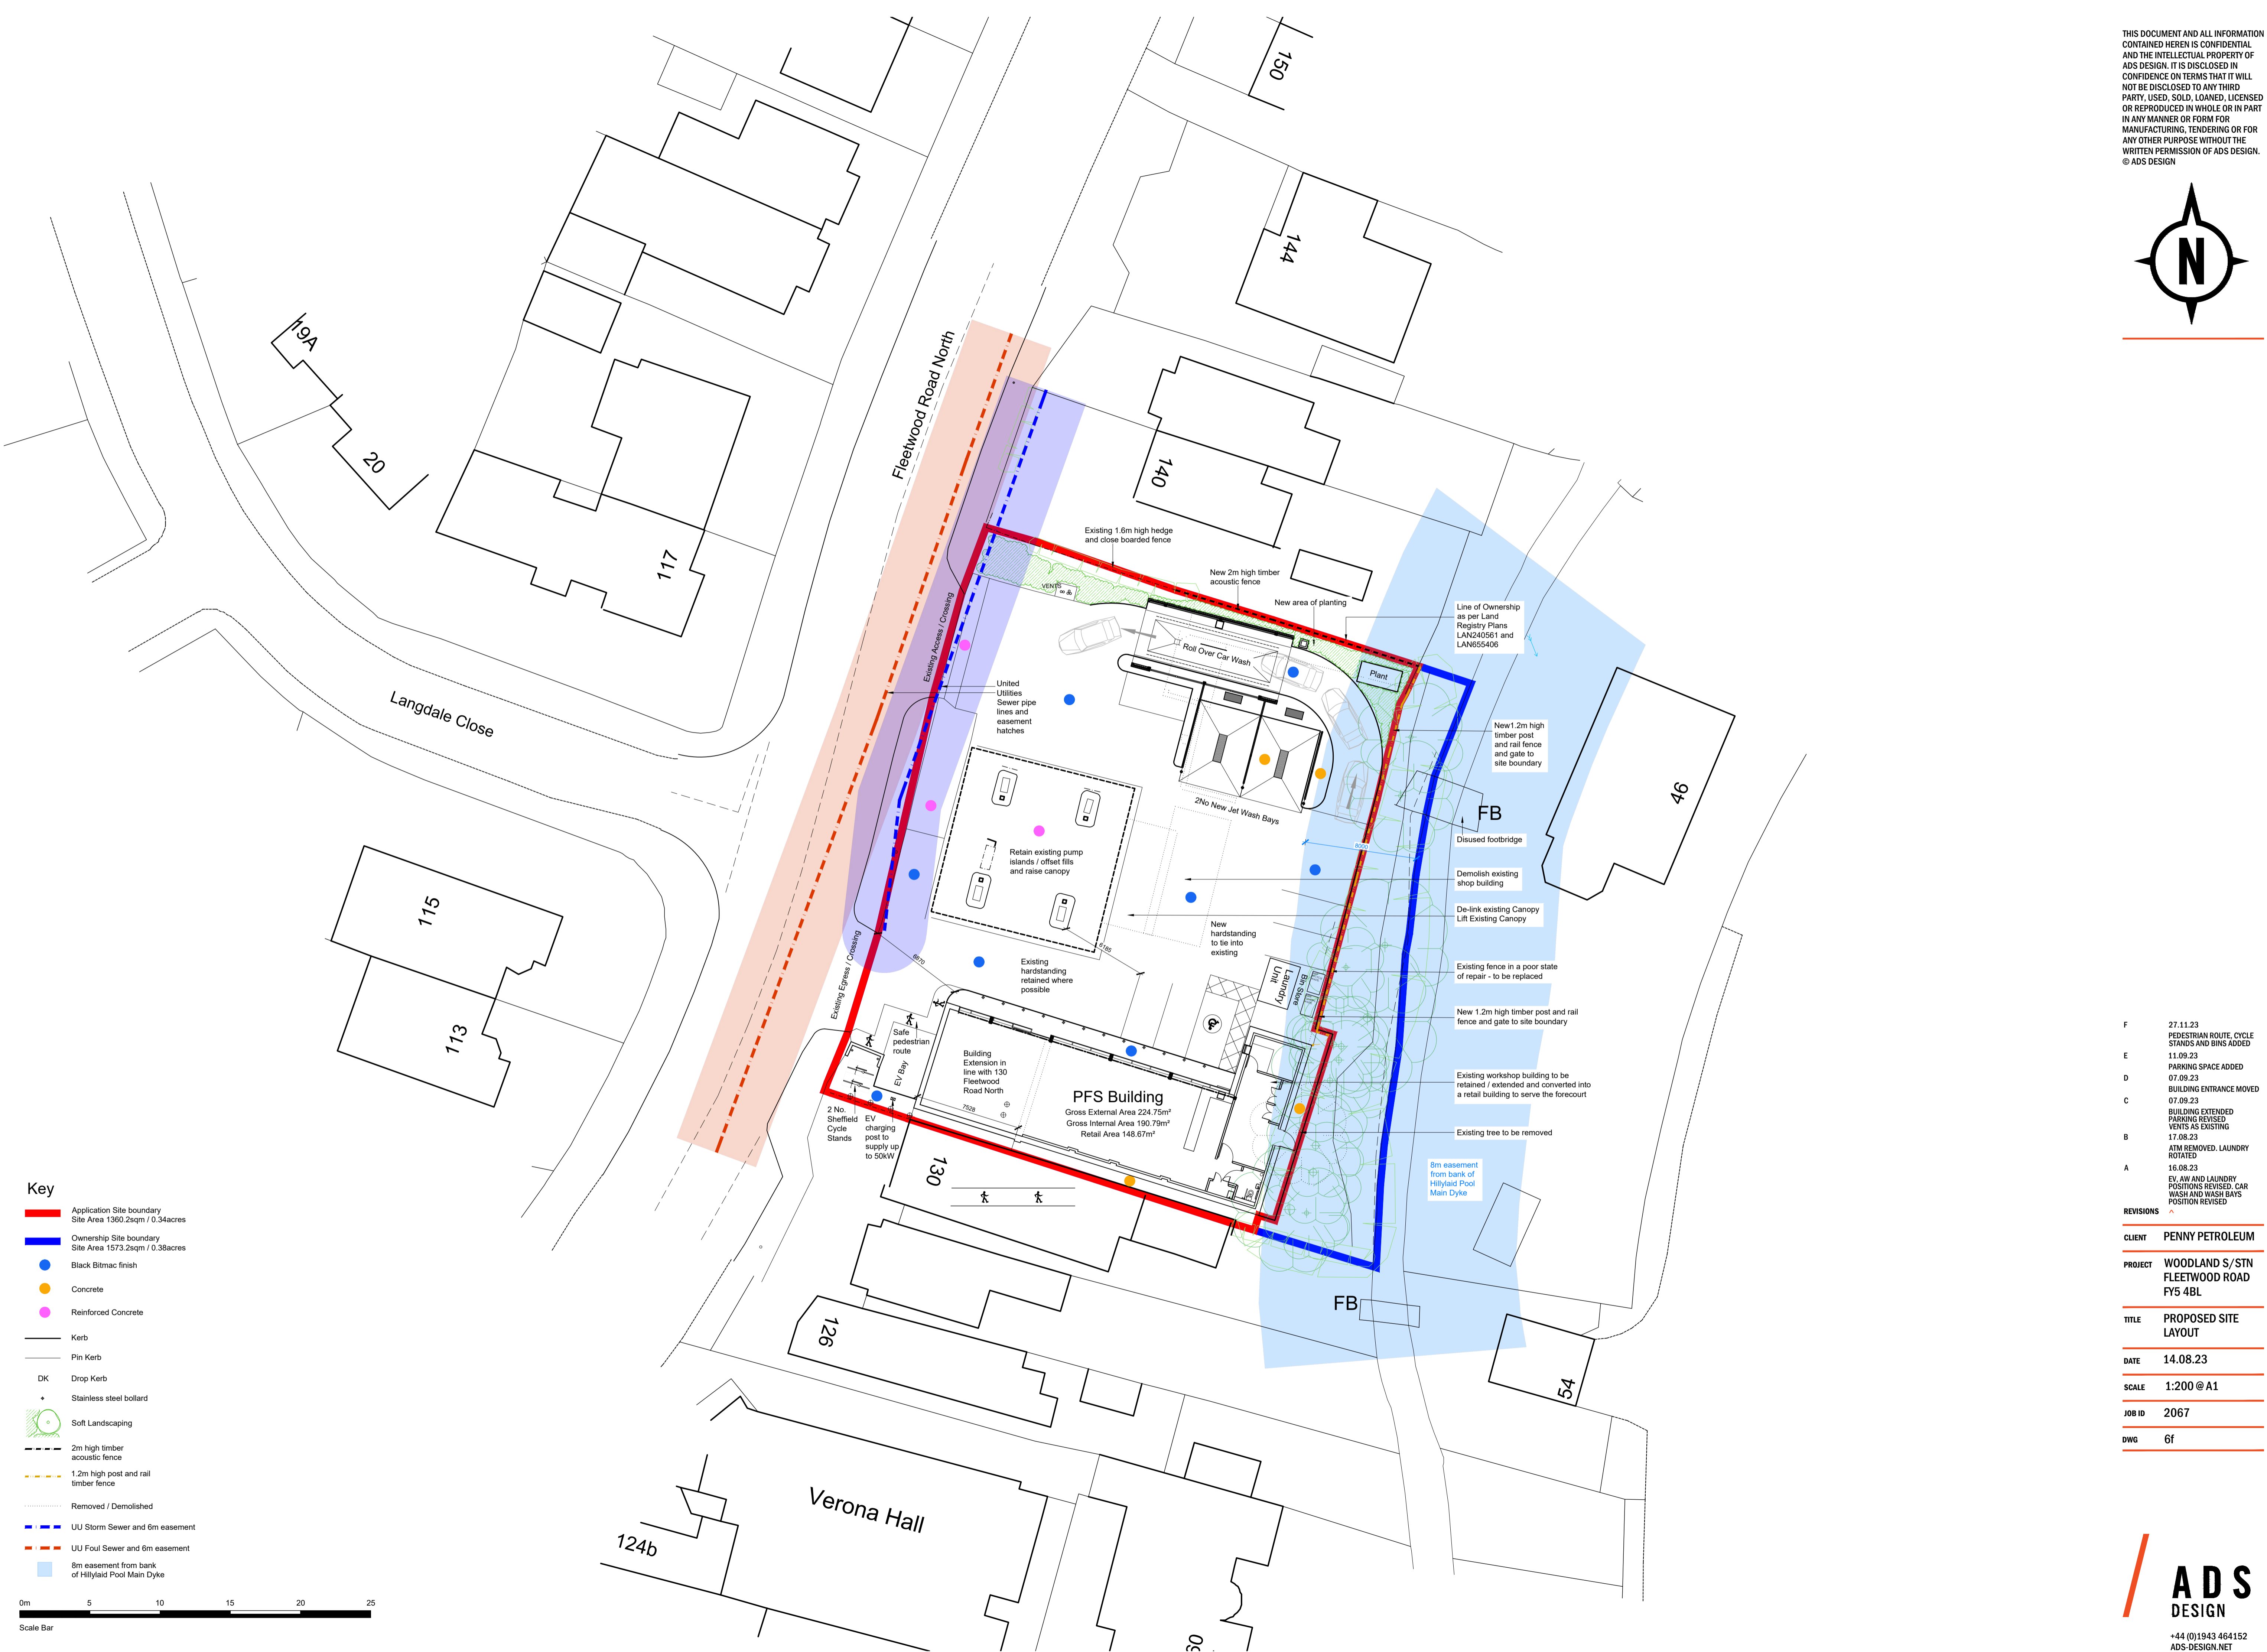 THIS DOCUMENT AND ALL INFORMATION
CONTAINED HEREN IS CONFIDENTIAL
AND THE INTELLECTUAL PROPERTY OF
ADS DESIGN. IT IS DISCLOSED IN
CONFIDENCE ON TERMS THAT IT WILL
NOT BE DISCLOSED TO ANY THIRD
PARTY, USED, SOLD, LOANED, LICENSED
OR REPRODUCED IN WHOLE OR IN PART
IN ANY MANNER OR FORM FOR
MANUFACTURING, TENDERING OR FOR
ANY OTHER PURPOSE WITHOUT THE
WRITTEN PERMISSION OF ADS DESIGN.
© ADS DESIGN
N
150
144
19A
20
117
140
Fleetwood Road North
Langdale Close
115
113
Existing 1.6m high hedge
and close boarded fence
New 2m high timber
acoustic fence
New area of planting
VENTS
Line of Ownership
as per Land
Registry Plans
LAN240561 and
LAN655406
Roll Over Car Wash
Plant
Existing Access / Crossing
United
Utilities
Sewer pipe
lines and
easement
hatches
New1.2m high
timber post
and rail fence
and gate to
site boundary
46
2No New Jet Wash Bays
FB
Disused footbridge
8000
Retain existing pump
islands / offset fills
and raise canopy
Demolish existing
shop building
De-link existing Canopy
Lift Existing Canopy
New
hardstanding
to tie into
existing
6185
6670
Existing Egress / Crossing
Existing
hardstanding
retained where
possible
Laundry
Unit
Bin Store
Existing fence in a poor state
of repair - to be replaced
New 1.2m high timber post and rail
fence and gate to site boundary
Safe
pedestrian
route
EV Bay
Building
Extension in
line with 130
Fleetwood
Road North
7528
PFS Building
Gross External Area 224.75m²
Gross Internal Area 190.79m²
Retail Area 148.67m²
Existing workshop building to be
retained / extended and converted into
a retail building to serve the forecourt
Existing tree to be removed
2 No.
Sheffield
Cycle
Stands
EV
charging
post to
supply up
to 50kW
8m easement
from bank of
Hillylaid Pool
Main Dyke
130
FB
126
54
Verona Hall
124b
Key
Application Site boundary
Site Area 1360.2sqm / 0.34acres
Ownership Site boundary
Site Area 1573.2sqm / 0.38acres
Black Bitmac finish
Concrete
Reinforced Concrete
Kerb
Pin Kerb
DK Drop Kerb
Stainless steel bollard
Soft Landscaping
2m high timber
acoustic fence
1.2m high post and rail
timber fence
Removed / Demolished
UU Storm Sewer and 6m easement
UU Foul Sewer and 6m easement
8m easement from bank
of Hillylaid Pool Main Dyke
0m 5 10 15 20 25
Scale Bar
F 27.11.23
PEDESTRIAN ROUTE, CYCLE
STANDS AND BINS ADDED
E 11.09.23
PARKING SPACE ADDED
D 07.09.23
BUILDING ENTRANCE MOVED
C 07.09.23
BUILDING EXTENDED
PARKING REVISED
VENTS AS EXISTING
B 17.08.23
ATM REMOVED. LAUNDRY
ROTATED
A 16.08.23
EV, AW AND LAUNDRY
POSITIONS REVISED. CAR
WASH AND WASH BAYS
POSITION REVISED
REVISIONS ^
CLIENT PENNY PETROLEUM
PROJECT WOODLAND S/STN
FLEETWOOD ROAD
FY5 4BL
TITLE PROPOSED SITE
LAYOUT
DATE 14.08.23
SCALE 1:200 @ A1
JOB ID 2067
DWG 6f
ADS
DESIGN
+44 (0)1943 464152
ADS-DESIGN.NET